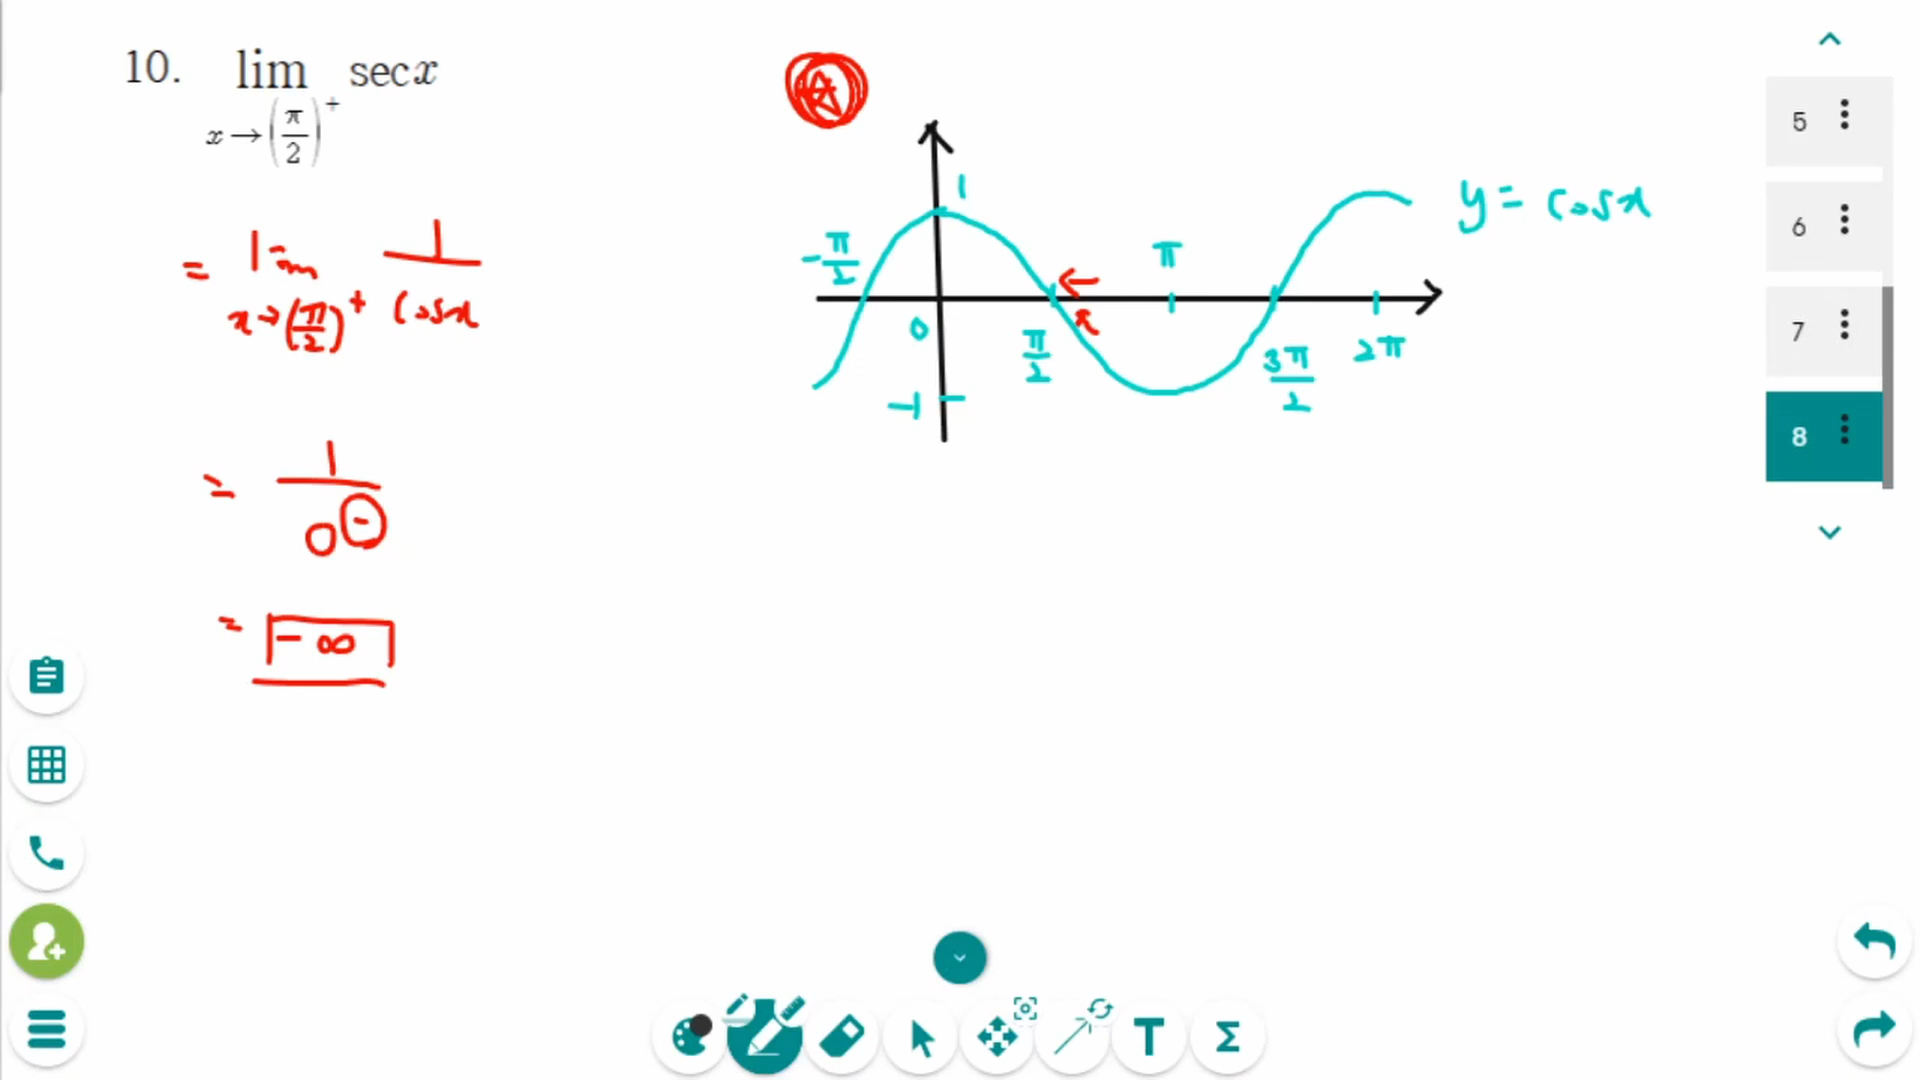 10. lim sec x
x → (π/2)⁺
= lim 1/cos x
x → (π/2)⁺
= 1/0⁻
= - ∞
1
y = cos x
-π/2
π
0
π/2
x
3π/2
2π
-1
5
6
7
8
T
Σ